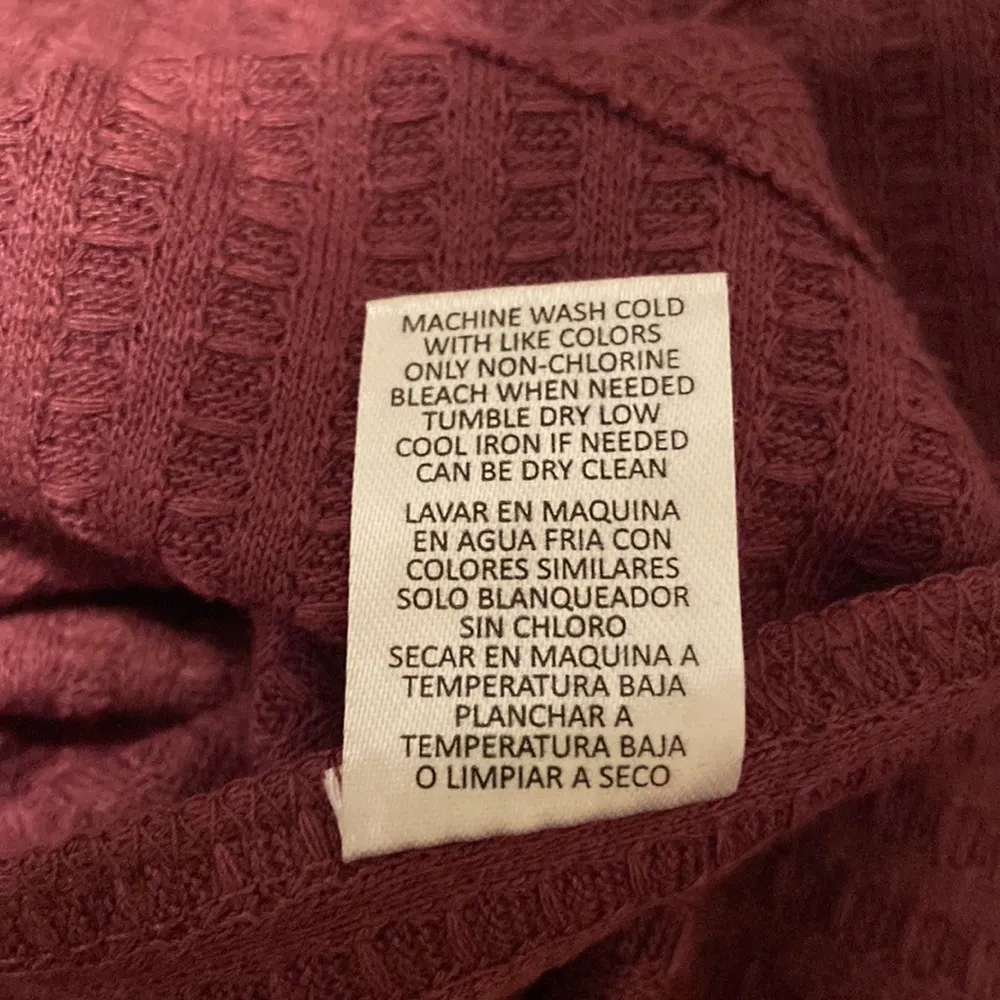 MACHINE WASH COLD
WITH LIKE COLORS
ONLY NON-CHLORINE
BLEACH WHEN NEEDED
TUMBLE DRY LOW
COOL IRON IF NEEDED
CAN BE DRY CLEAN
LAVAR EN MAQUINA
EN AGUA FRIA CON
COLORES SIMILARES
SOLO BLANQUEADOR
SIN CHLORO
SECAR EN MAQUINA A
TEMPERATURA BAJA
PLANCHAR A
TEMPERATURA BAJA
O LIMPIAR A SECO